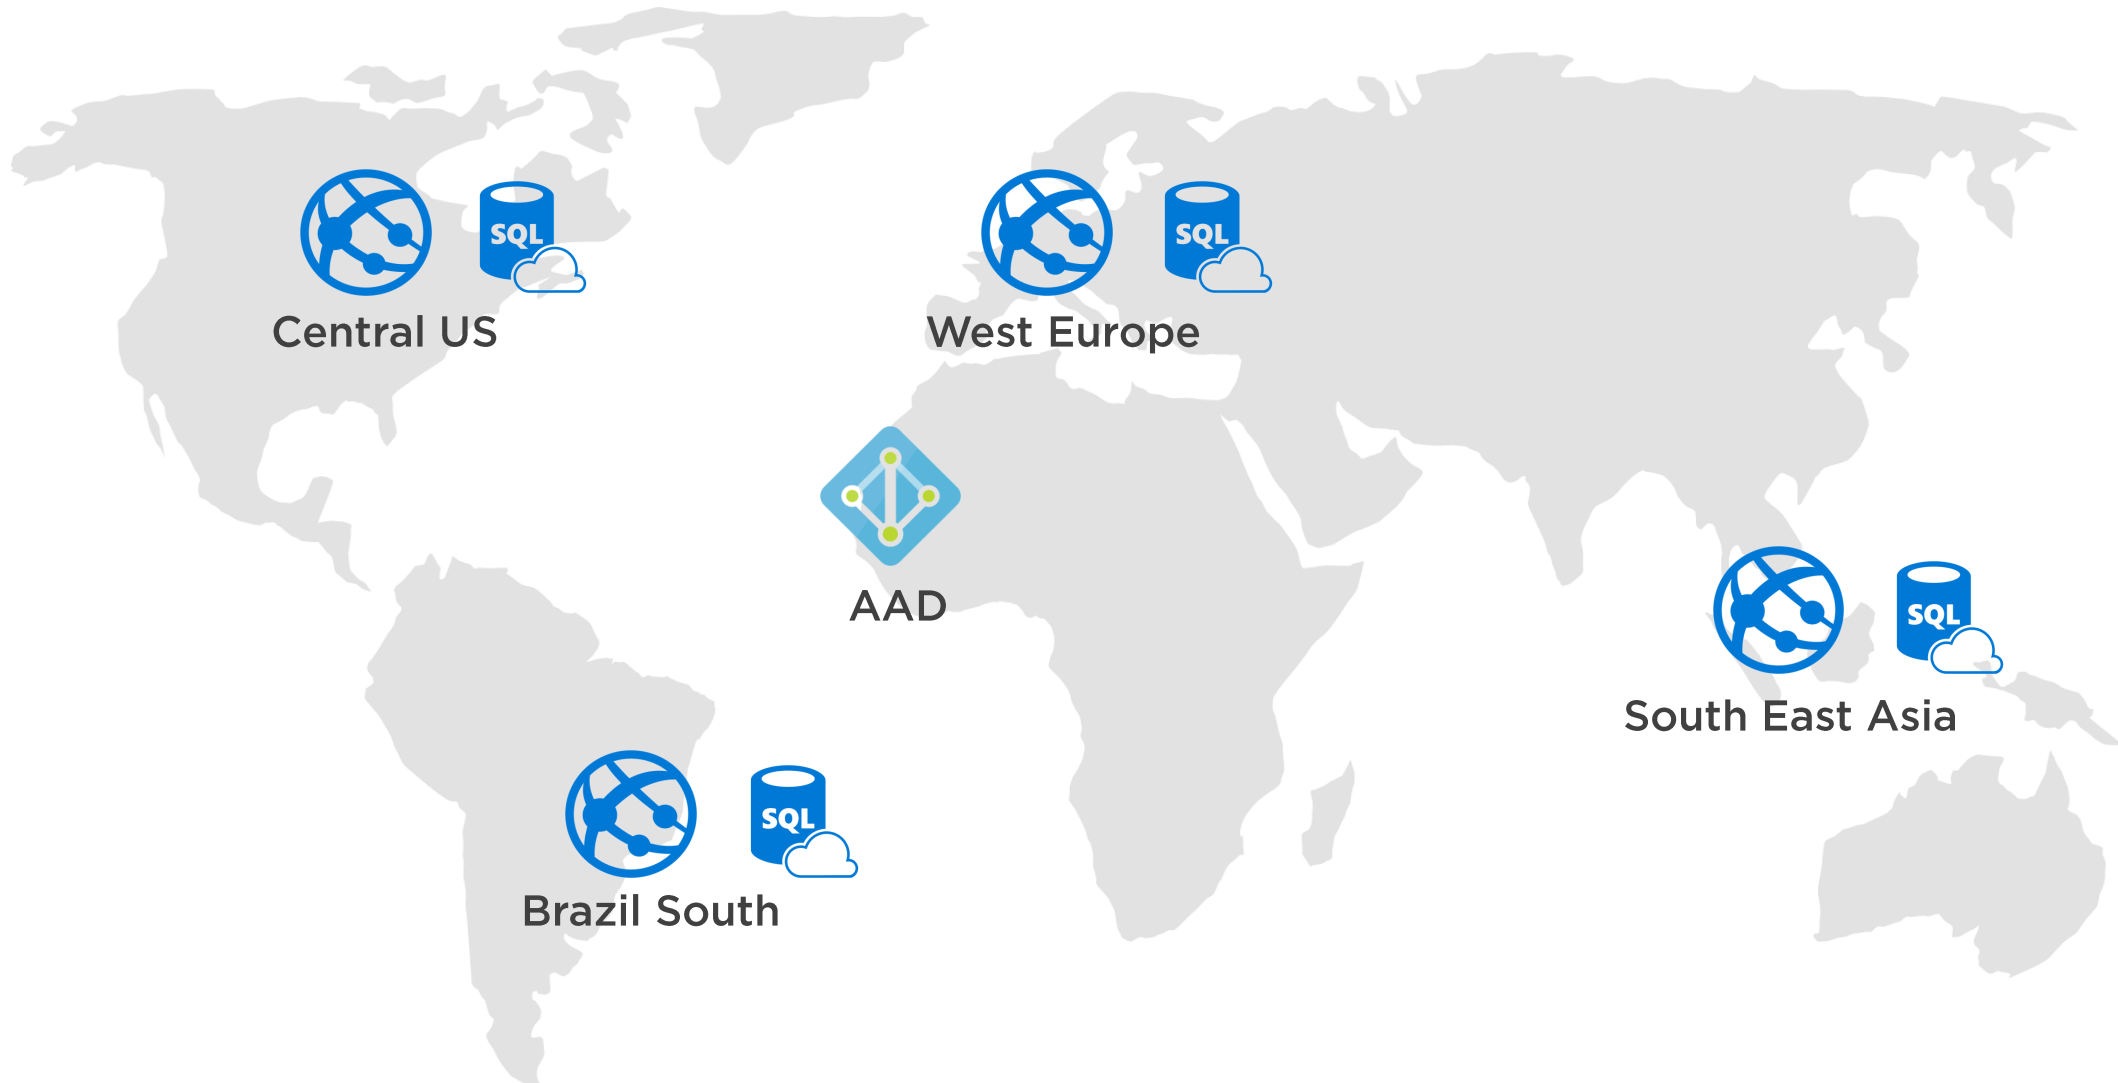 SQL
SQL
Central US
West Europe
AAD
SQL
South East Asia
SQL
Brazil South